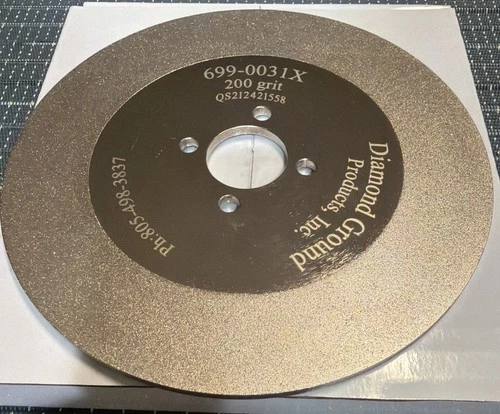 699-0031X
200 grit
QS212421558
Diamond Ground
Products, Inc.
Ph:805-498-3837